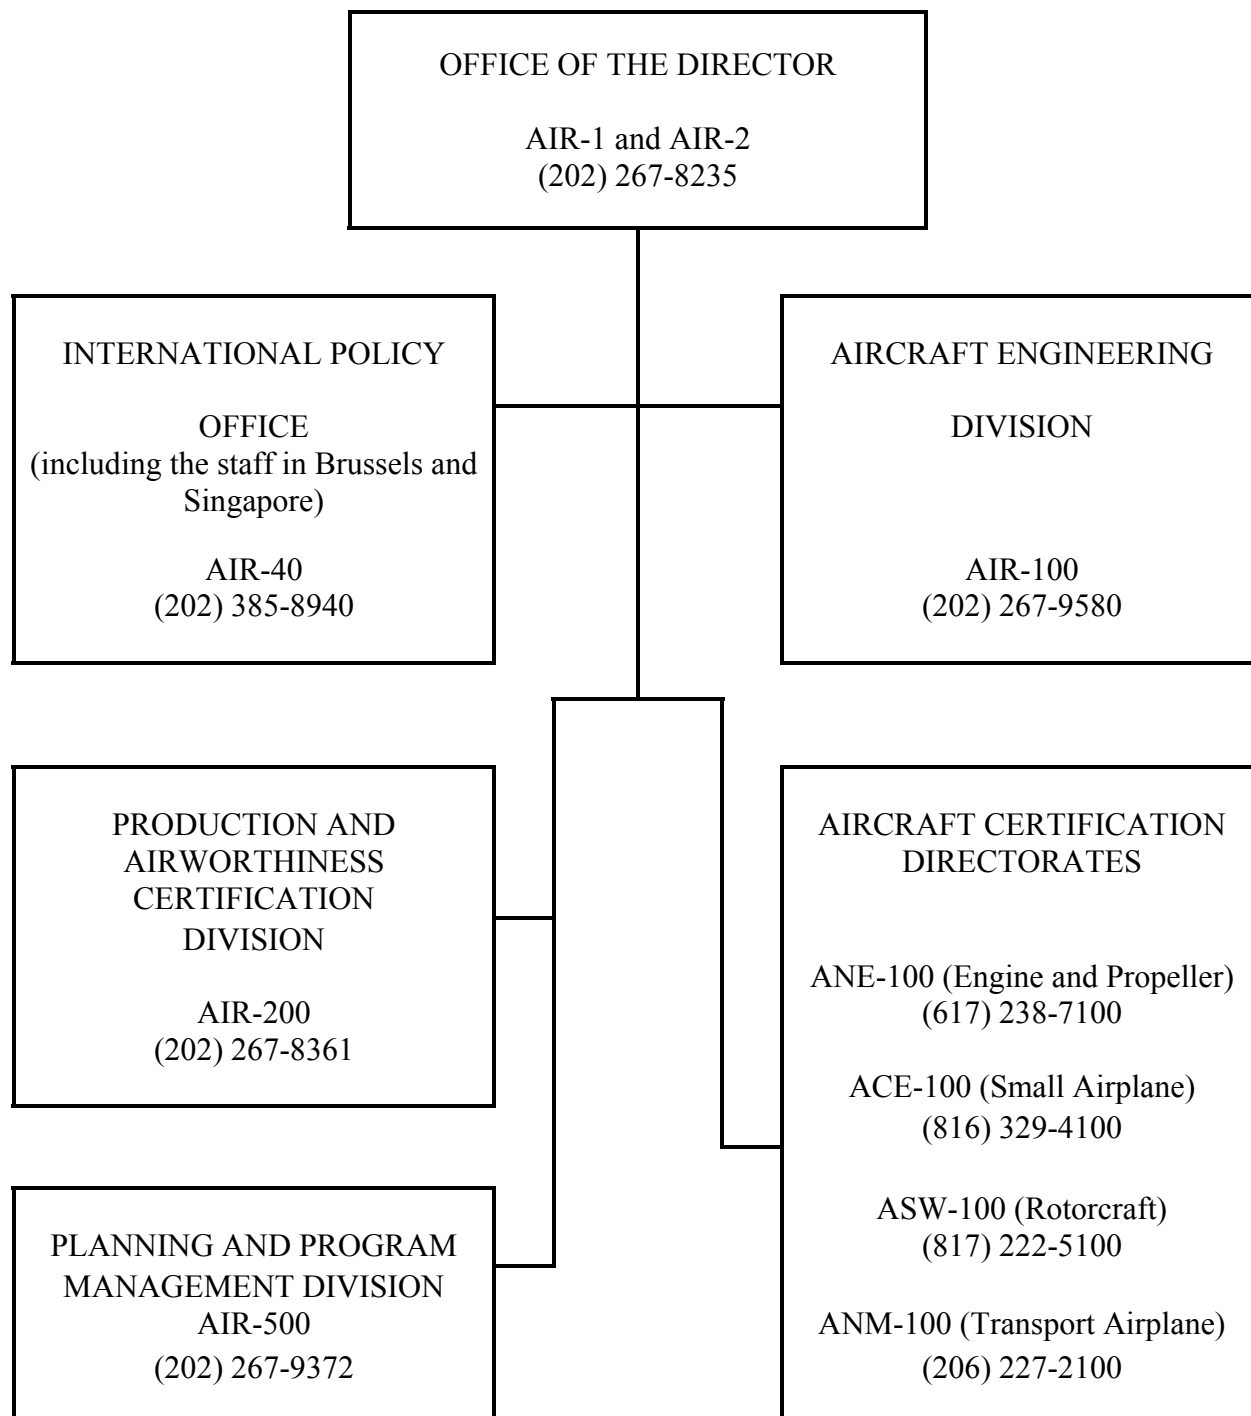 OFFICE OF THE DIRECTOR
AIR-1 and AIR-2
(202) 267-8235
INTERNATIONAL POLICY
OFFICE
(including the staff in Brussels and
Singapore)
AIR-40
(202) 385-8940
AIRCRAFT ENGINEERING
DIVISION
AIR-100
(202) 267-9580
PRODUCTION AND
AIRWORTHINESS
CERTIFICATION
DIVISION
AIR-200
(202) 267-8361
AIRCRAFT CERTIFICATION
DIRECTORATES
ANE-100 (Engine and Propeller)
(617) 238-7100
ACE-100 (Small Airplane)
(816) 329-4100
ASW-100 (Rotorcraft)
(817) 222-5100
ANM-100 (Transport Airplane)
(206) 227-2100
PLANNING AND PROGRAM
MANAGEMENT DIVISION
AIR-500
(202) 267-9372